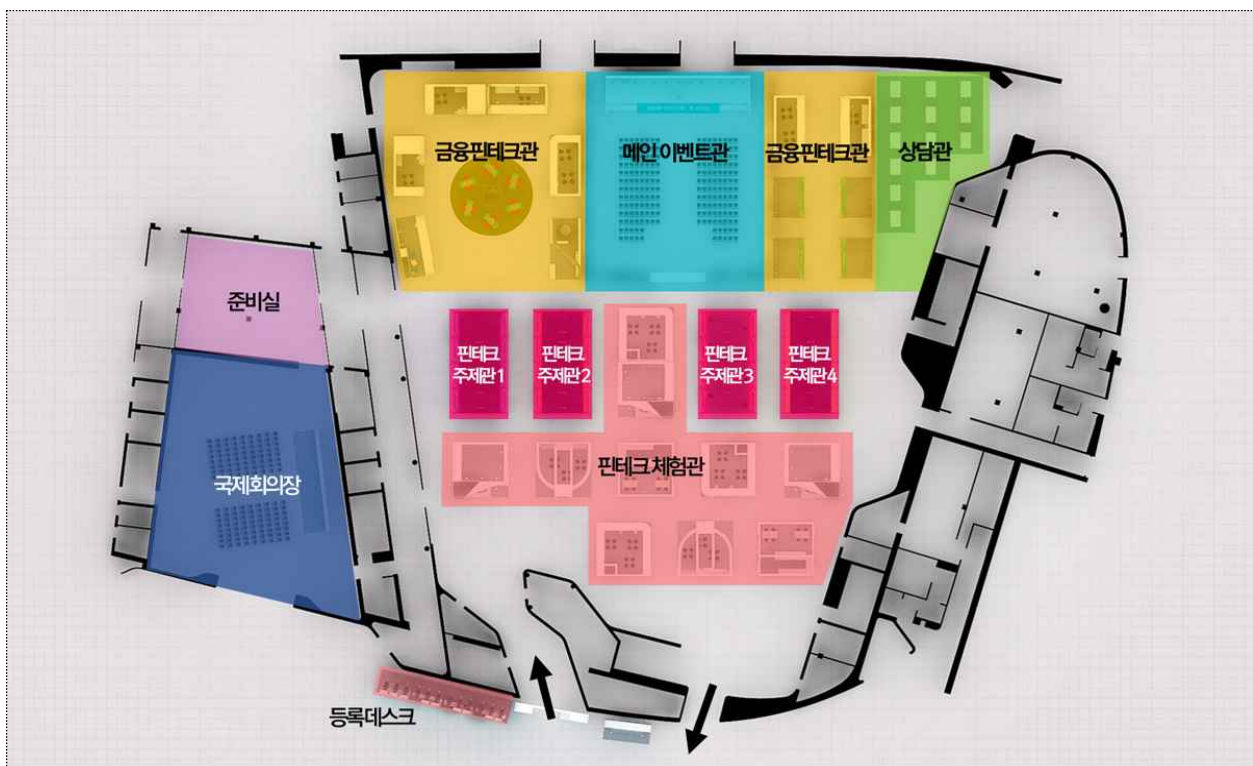 금융핀테크관
메인 이벤트관
금융핀테크관
상담관
준비실
핀테크
주제관1
핀테크
주제관2
핀테크
주제관3
핀테크
주제관4
핀테크 체험관
국제회의장
등록데스크